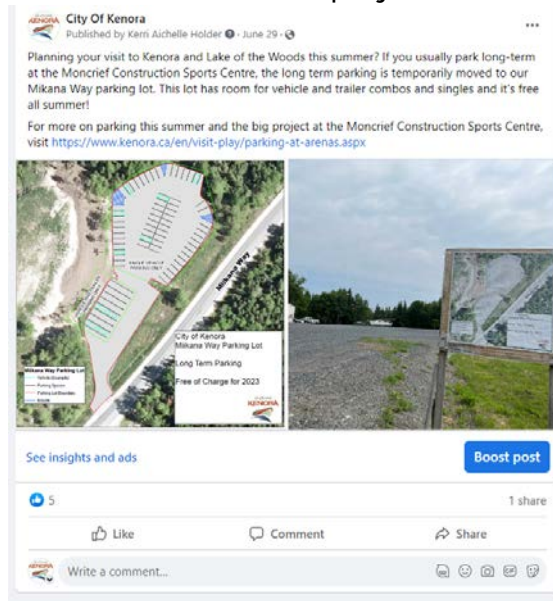 City Of Kenora
Published by Kerri Aichelle Holder · June 29 ·
Planning your visit to Kenora and Lake of the Woods this summer? If you usually park long-term
at the Moncrief Construction Sports Centre, the long term parking is temporarily moved to our
Mikana Way parking lot. This lot has room for vehicle and trailer combos and singles and it's free
all summer!
For more on parking this summer and the big project at the Moncrief Construction Sports Centre,
visit https://www.kenora.ca/en/visit-play/parking-at-arenas.aspx
Miikana Way
City of Kenora
Miikana Way Parking Lot
Long Term Parking
Free of Charge for 2023
KENORA
Miikana Way Parking Lot
See insights and ads
Boost post
5
1 share
Like
Comment
Share
Write a comment...
GIF